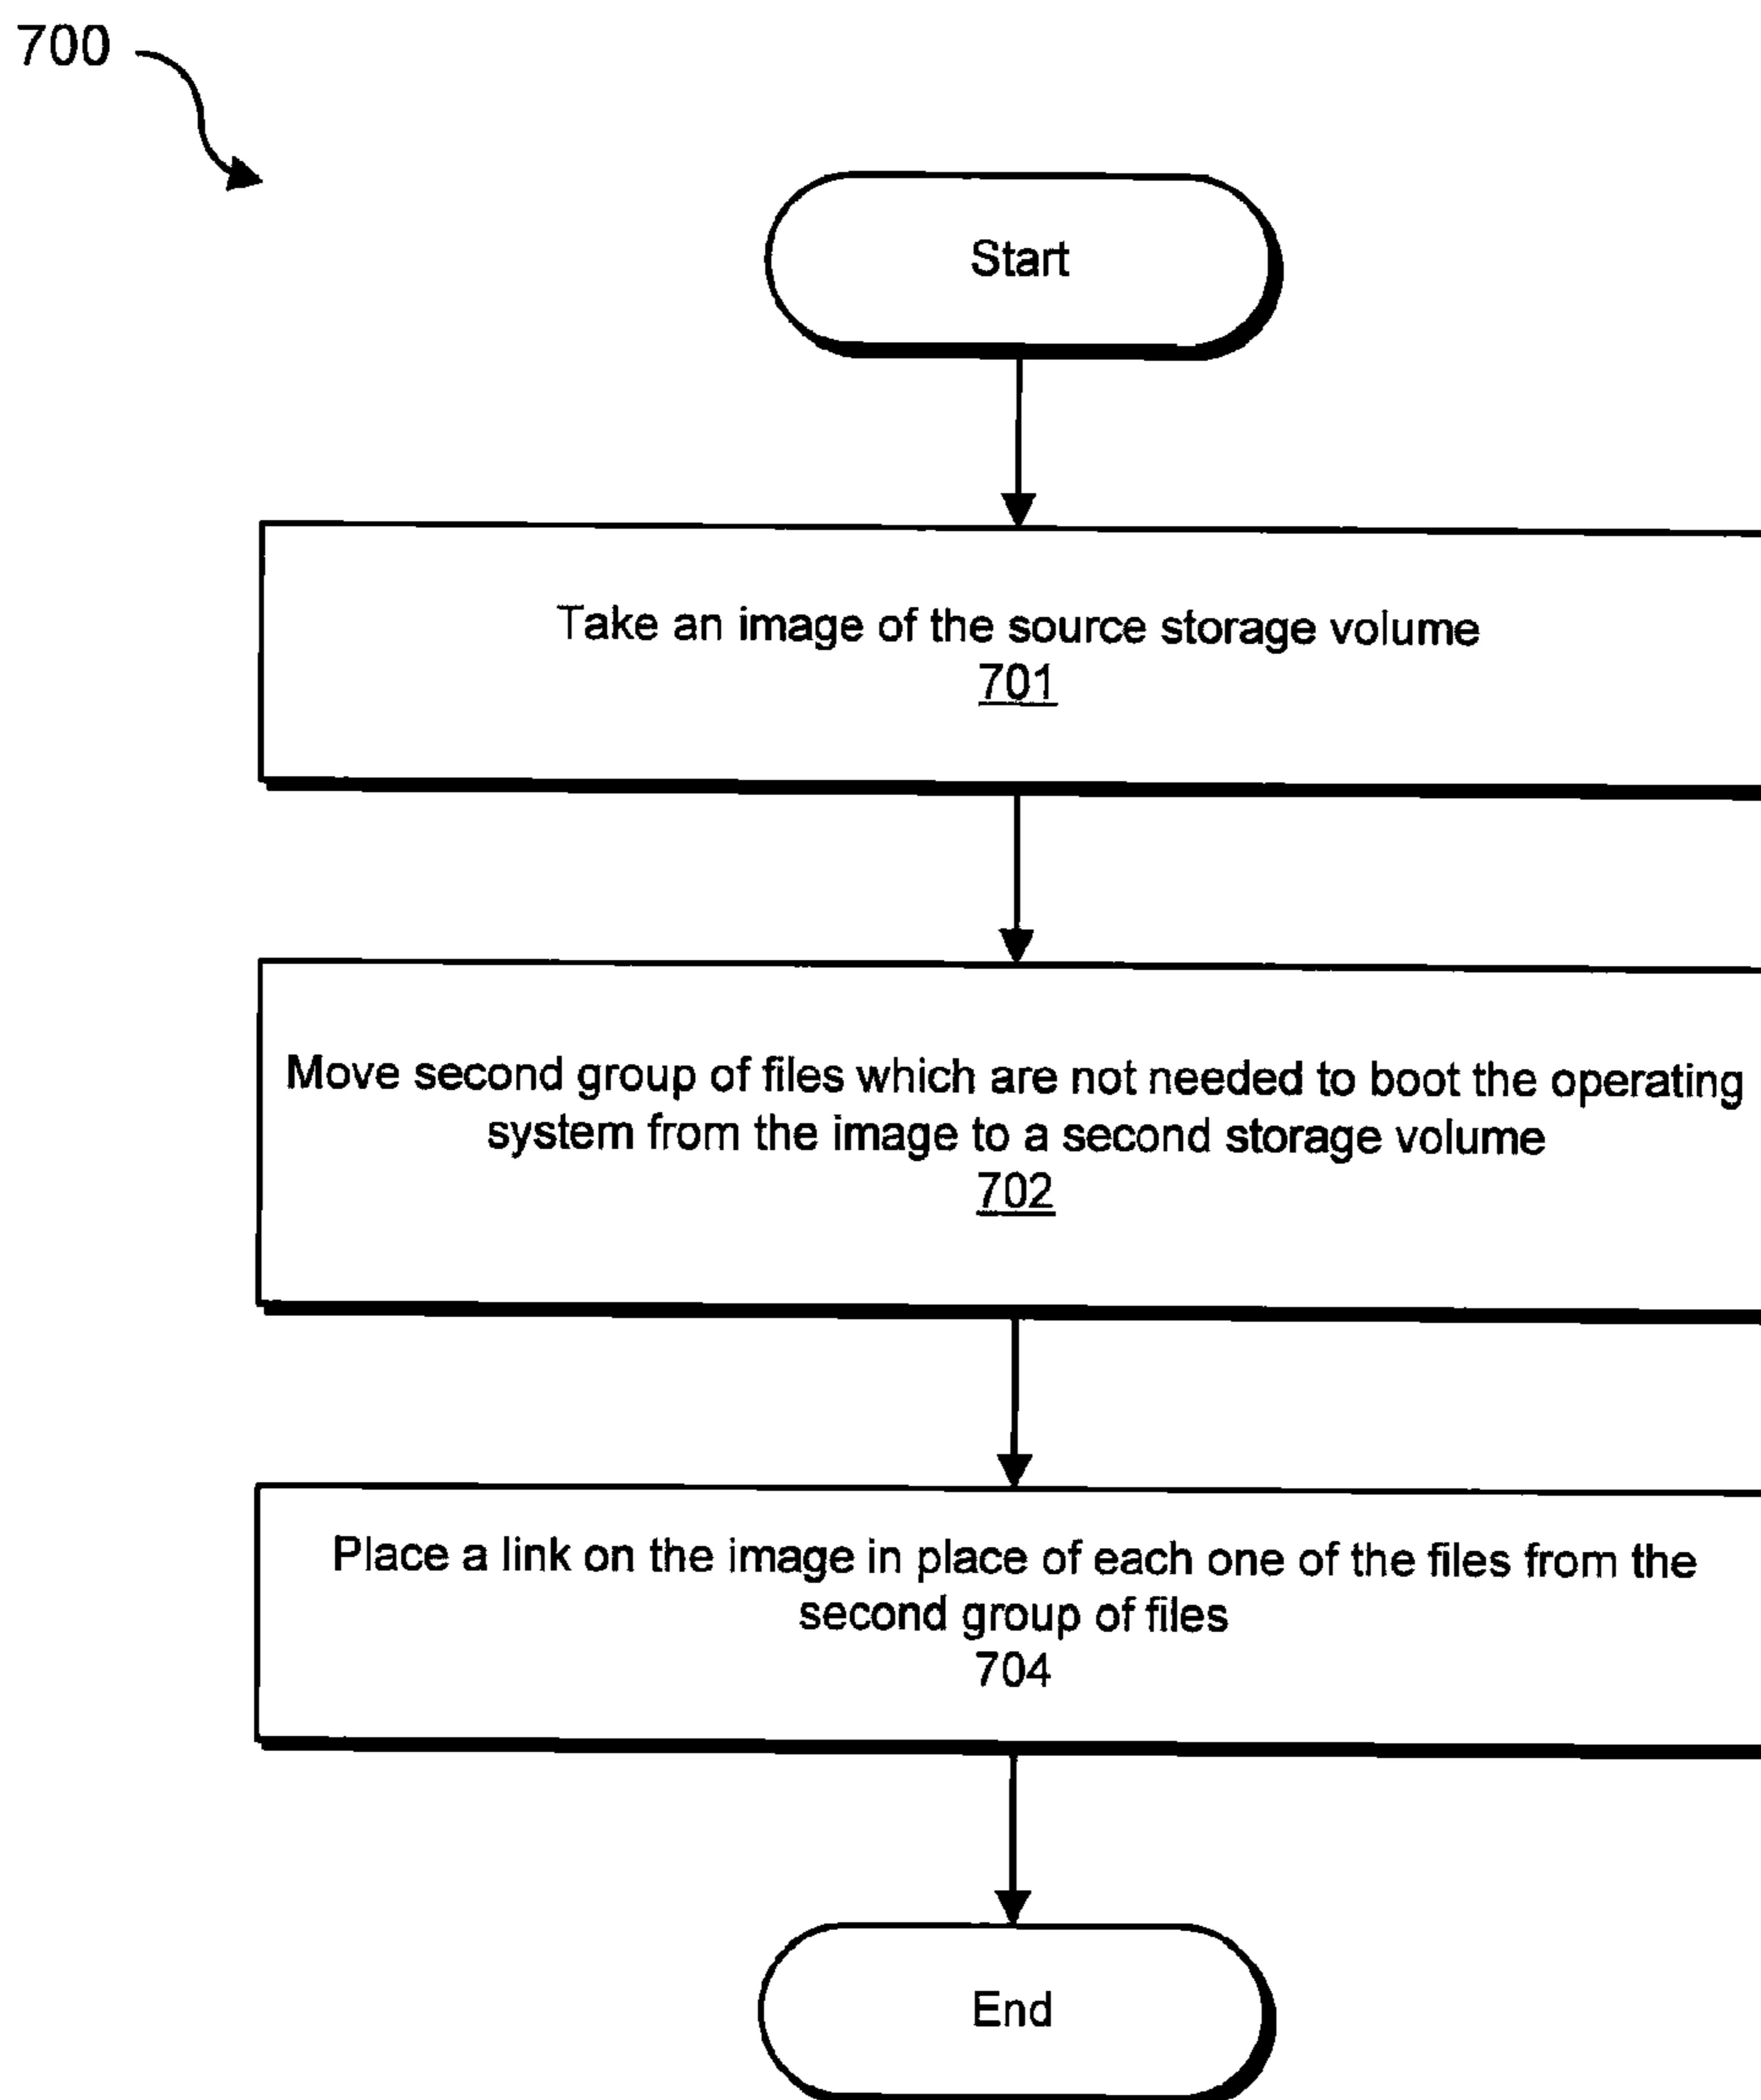 700
Start
Take an image of the source storage volume
701
Move second group of files which are not needed to boot the operating
system from the image to a second storage volume
702
Place a link on the image in place of each one of the files from the
second group of files
704
End